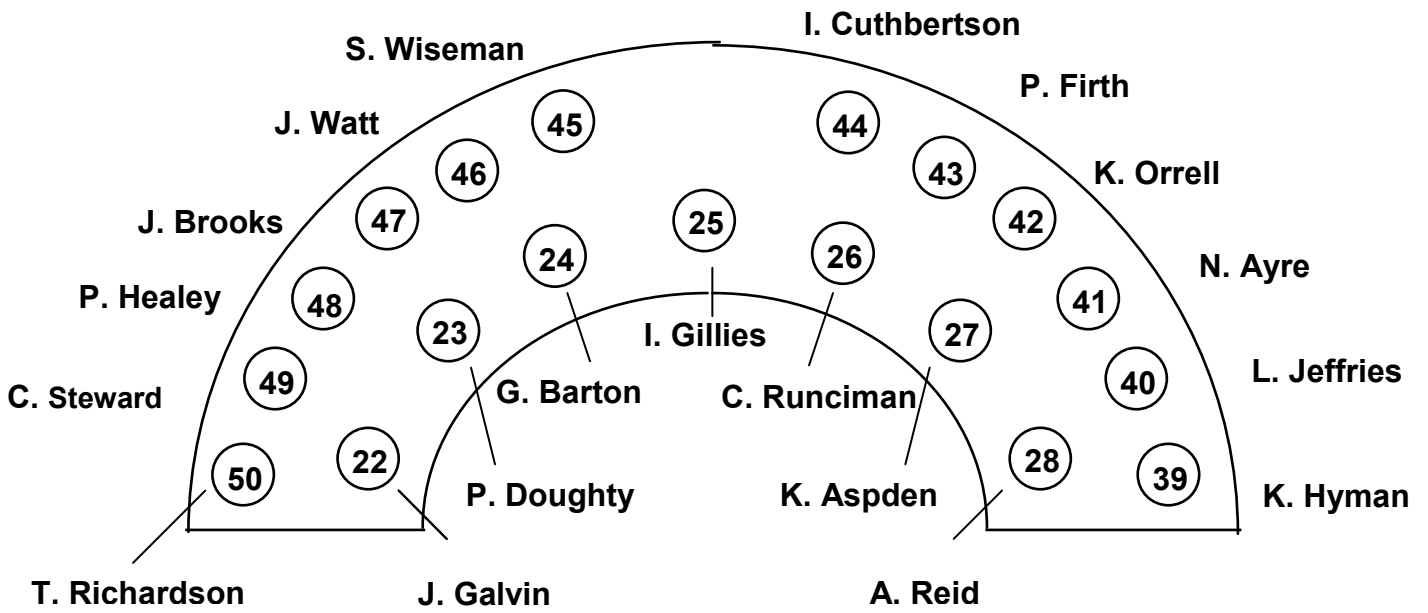 I. Cuthbertson
S. Wiseman
P. Firth
J. Watt
45
44
46
43
K. Orrell
J. Brooks
47
25
42
24
26
N. Ayre
P. Healey
48
41
23
I. Gillies
27
C. Steward
49
G. Barton
C. Runciman
40
L. Jeffries
50
22
P. Doughty
K. Aspden
28
39
K. Hyman
T. Richardson
J. Galvin
A. Reid